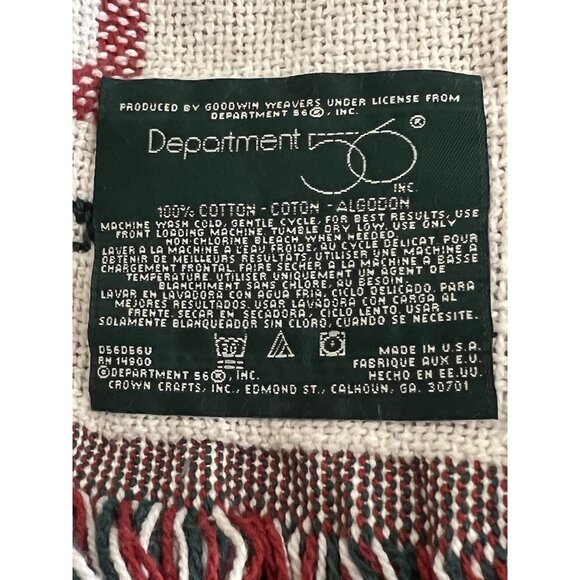 PRODUCED BY GOODWIN WEAVERS UNDER LICENSE FROM
DEPARTMENT 56®, INC.
Department 56®
INC.
100% COTTON - COTON - ALGODON
MACHINE WASH COLD, GENTLE CYCLE, FOR BEST RESULTS, USE
FRONT LOADING MACHINE, TUMBLE DRY LOW, USE ONLY
NON-CHLORINE BLEACH WHEN NEEDED.
LAVER A LA MACHINE A L'EAU FROIDE, AU CYCLE DELICAT. POUR
OBTENIR DE MEILLEURS RESULTATS, UTILISER UNE MACHINE A
CHARGEMENT FRONTAL. FAIRE SECHER A LA MACHINE A BASSE
TEMPERATURE. UTILISER UNIQUEMENT UN AGENT DE
BLANCHIMENT SANS CHLORE, AU BESOIN.
LAVAR EN LAVADORA CON AGUA FRIA, CICLO DELICADO. PARA
MEJORES RESULTADOS, USAR LAVADORA CON CARGA AL
FRENTE. SECAR EN SECADORA, CICLO LENTO. USAR
SOLAMENTE BLANQUEADOR SIN CLORO, CUANDO SE NECESITE.
D56D66U
RN 14900
©DEPARTMENT 56®, INC.
MADE IN U.S.A.
FABRIQUE AUX E.U.
HECHO EN EE.UU.
CROWN CRAFTS, INC., EDMOND ST., CALHOUN, GA. 30701